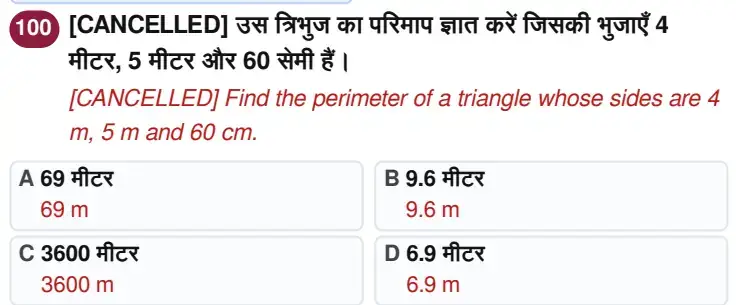 100 [CANCELLED] उस त्रिभुज का परिमाप ज्ञात करें जिसकी भुजाएँ 4
मीटर, 5 मीटर और 60 सेमी हैं।
[CANCELLED] Find the perimeter of a triangle whose sides are 4
m, 5 m and 60 cm.
A 69 मीटर
69 m
B 9.6 मीटर
9.6 m
C 3600 मीटर
3600 m
D 6.9 मीटर
6.9 m